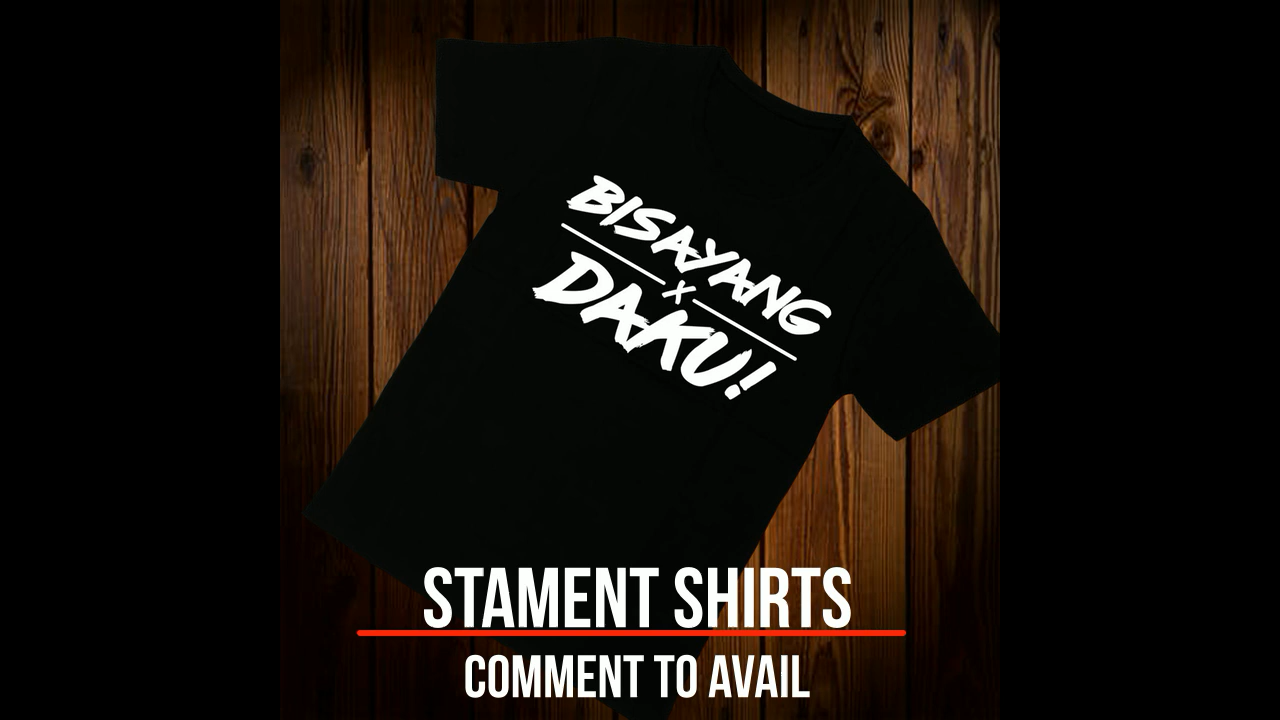 BISAYANG
x
DAKU!
STAMENT SHIRTS
COMMENT TO AVAIL